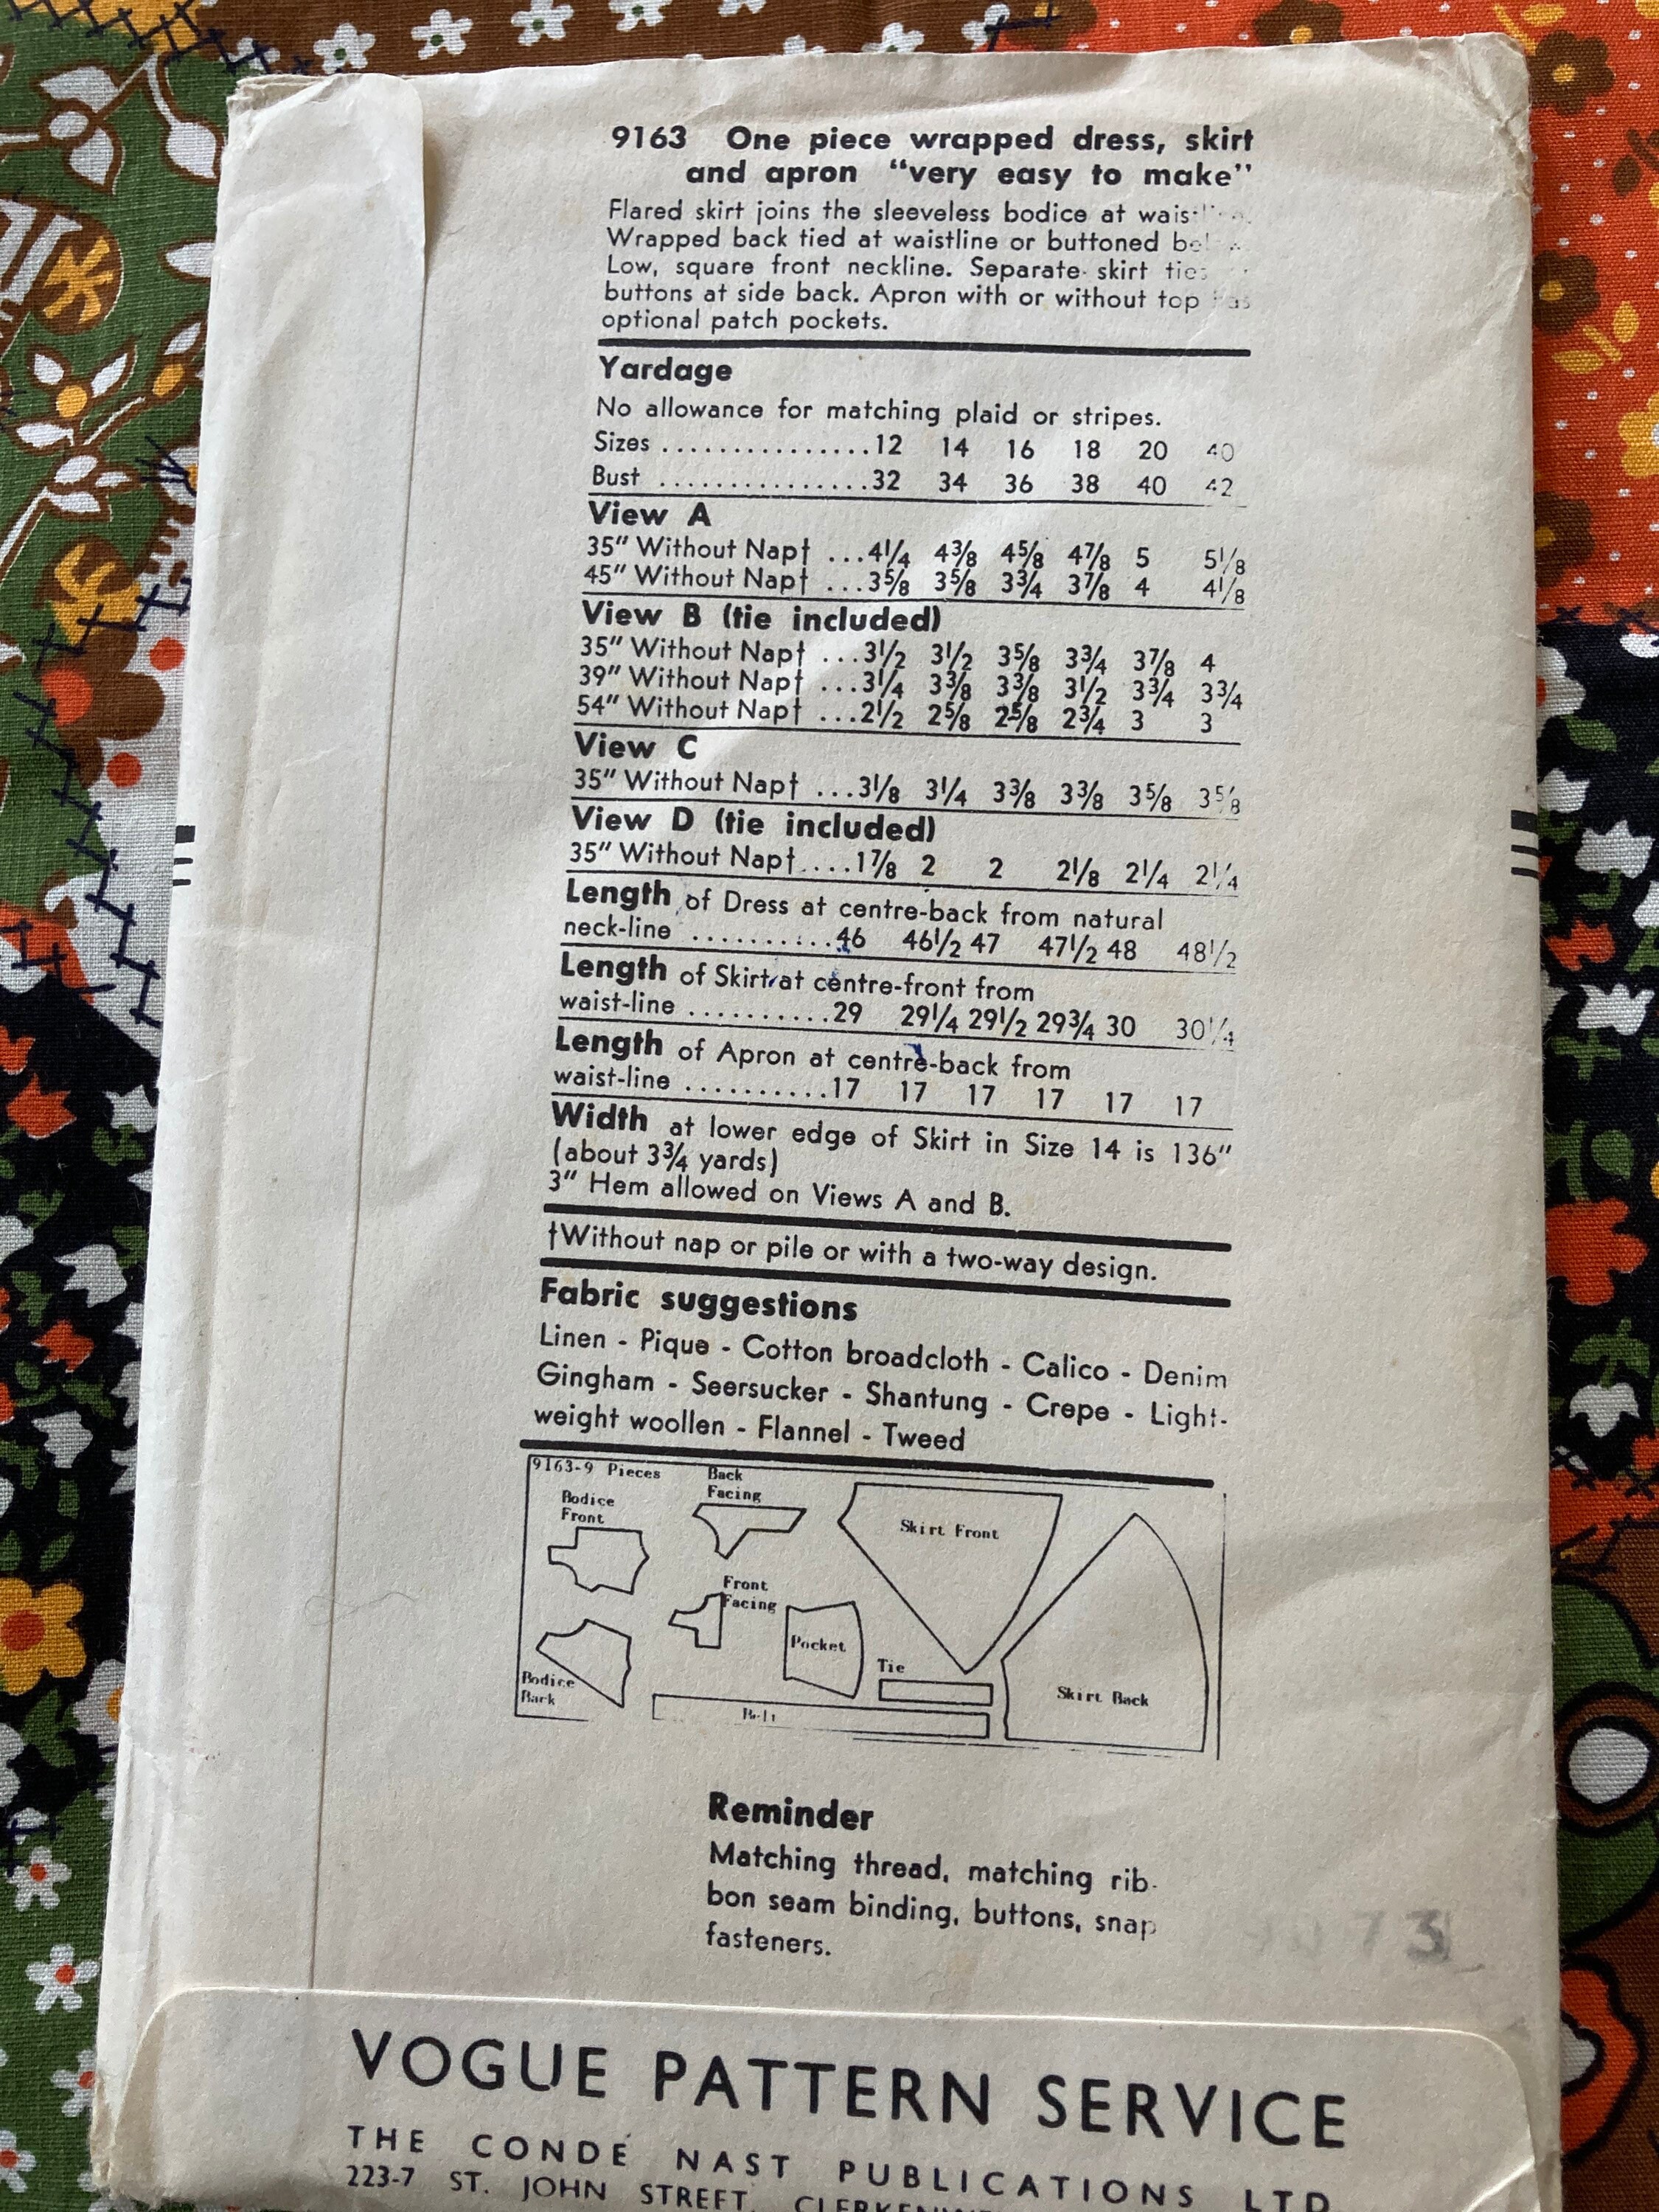 9163 One piece wrapped dress, skirt
and apron “very easy to make”
Flared skirt joins the sleeveless bodice at
Wrapped back tied at waistline or buttoned
Low, square front neckline. Separate skirt
buttons at side back. Apron with or without top has
optional patch pockets.
Yardage
No allowance for matching plaid or stripes.
Sizes ................12 14 16 18 20 40
Bust ................32 34 36 38 40 42
View A
35” Without Nap† ...4¼ 4⅜ 4⅝ 4⅞ 5 5⅛
45” Without Nap† ...3⅝ 3⅝ 3¾ 3⅞ 4 4⅛
View B (tie included)
35” Without Nap† ...3½ 3½ 3⅝ 3¾ 3⅞ 4
39” Without Nap† ...3¼ 3⅜ 3⅜ 3½ 3¾ 3¾
54” Without Nap† ...2½ 2⅝ 2⅝ 2¾ 3 3
View C
35” Without Nap† ...3⅛ 3¼ 3⅜ 3⅜ 3⅝ 3⅝
View D (tie included)
35” Without Nap† ....1⅞ 2 2 2⅛ 2¼ 2¼
Length of Dress at centre-back from natural
neck-line ...........46 46½ 47 47½ 48 48½
Length of Skirt at centre-front from
waist-line ..........29 29¼ 29½ 29¾ 30 30¼
Length of Apron at centre-back from
waist-line ..........17 17 17 17 17 17
Width at lower edge of Skirt in Size 14 is 136”
(about 3¾ yards)
3” Hem allowed on Views A and B.
†Without nap or pile or with a two-way design.
Fabric suggestions
Linen - Pique - Cotton broadcloth - Calico - Denim
Gingham - Seersucker - Shantung - Crepe - Light-
weight woollen - Flannel - Tweed
9163-9 Pieces
Back
Facing
Bodice
Front
Skirt Front
Front
Facing
Pocket
Tie
Bodice
Back
Belt
Skirt Back
Reminder
Matching thread, matching rib-
bon seam binding, buttons, snap
fasteners.
VOGUE PATTERN SERVICE
THE CONDÉ NAST PUBLICATIONS LTD.
223-7 ST. JOHN STREET,